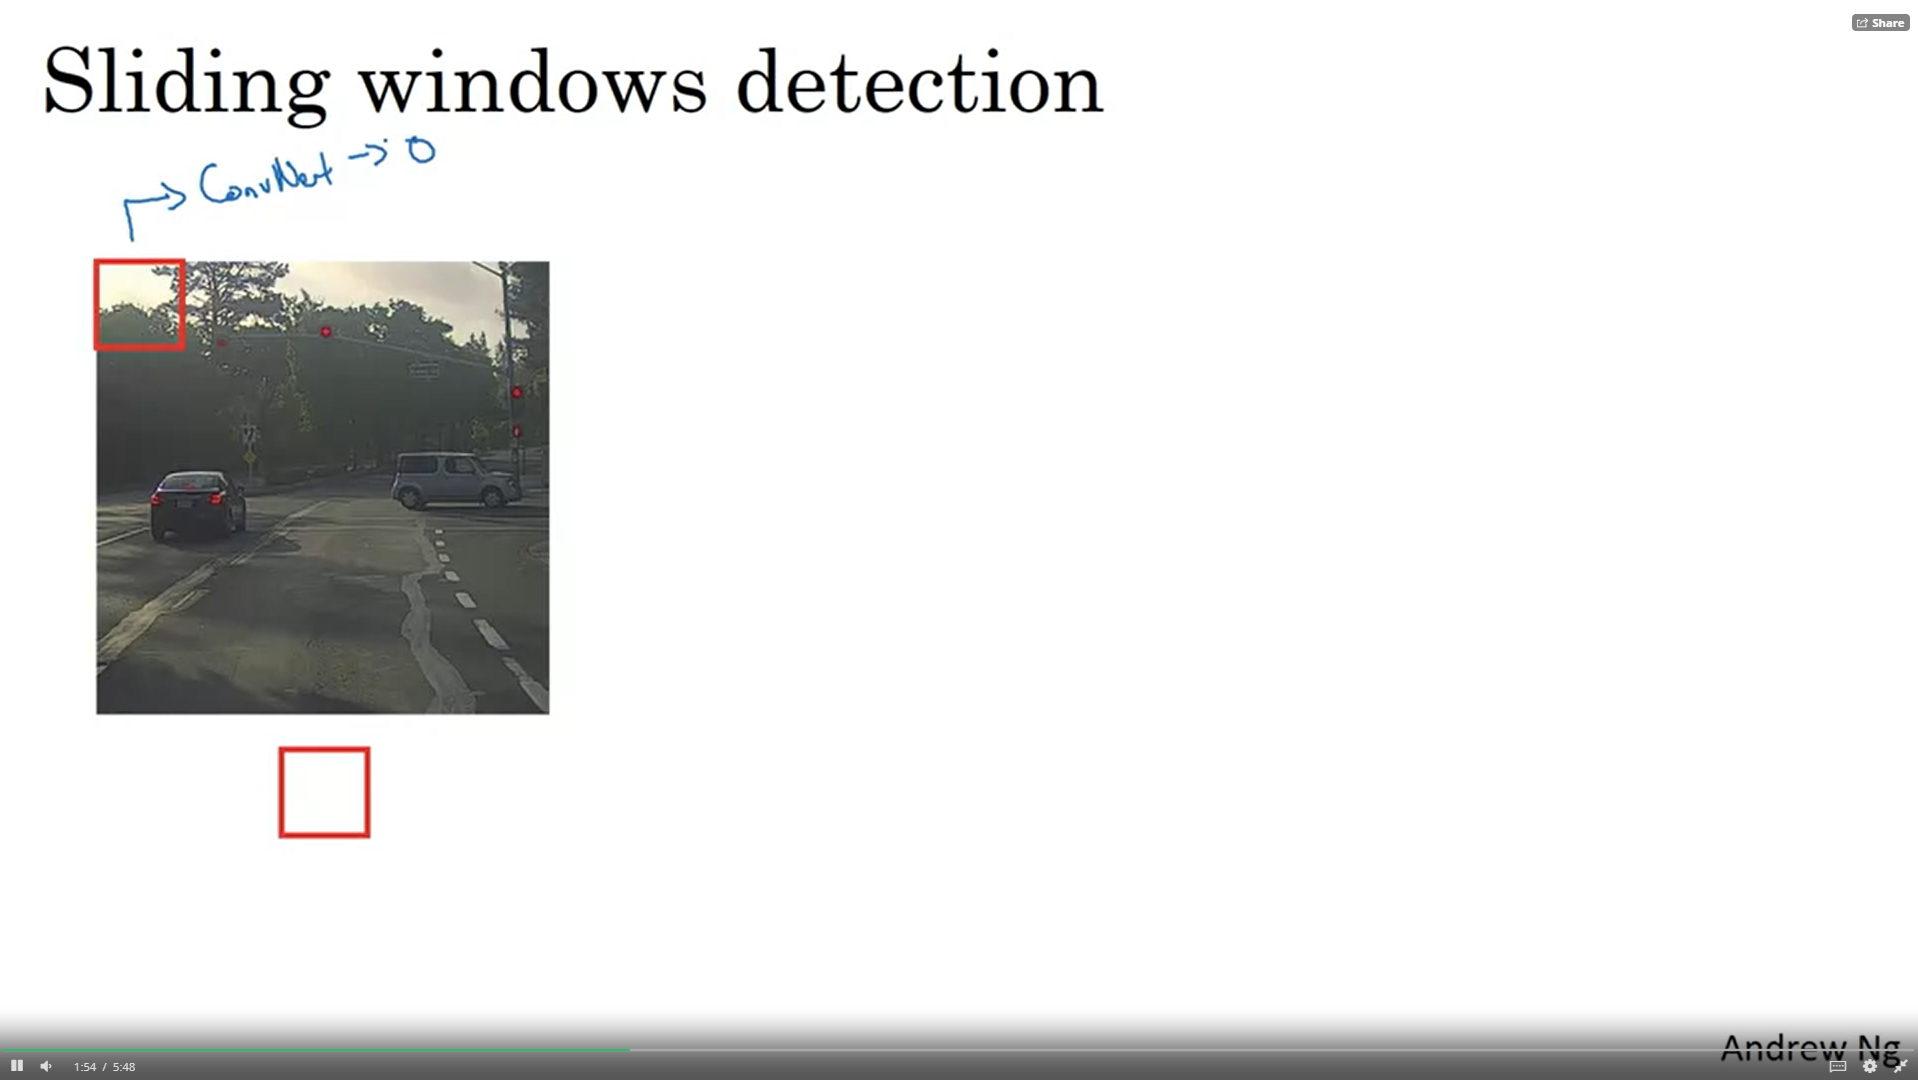 Share
Sliding windows detection
ConvNet → 0
Andrew Ng
1:54 / 5:48